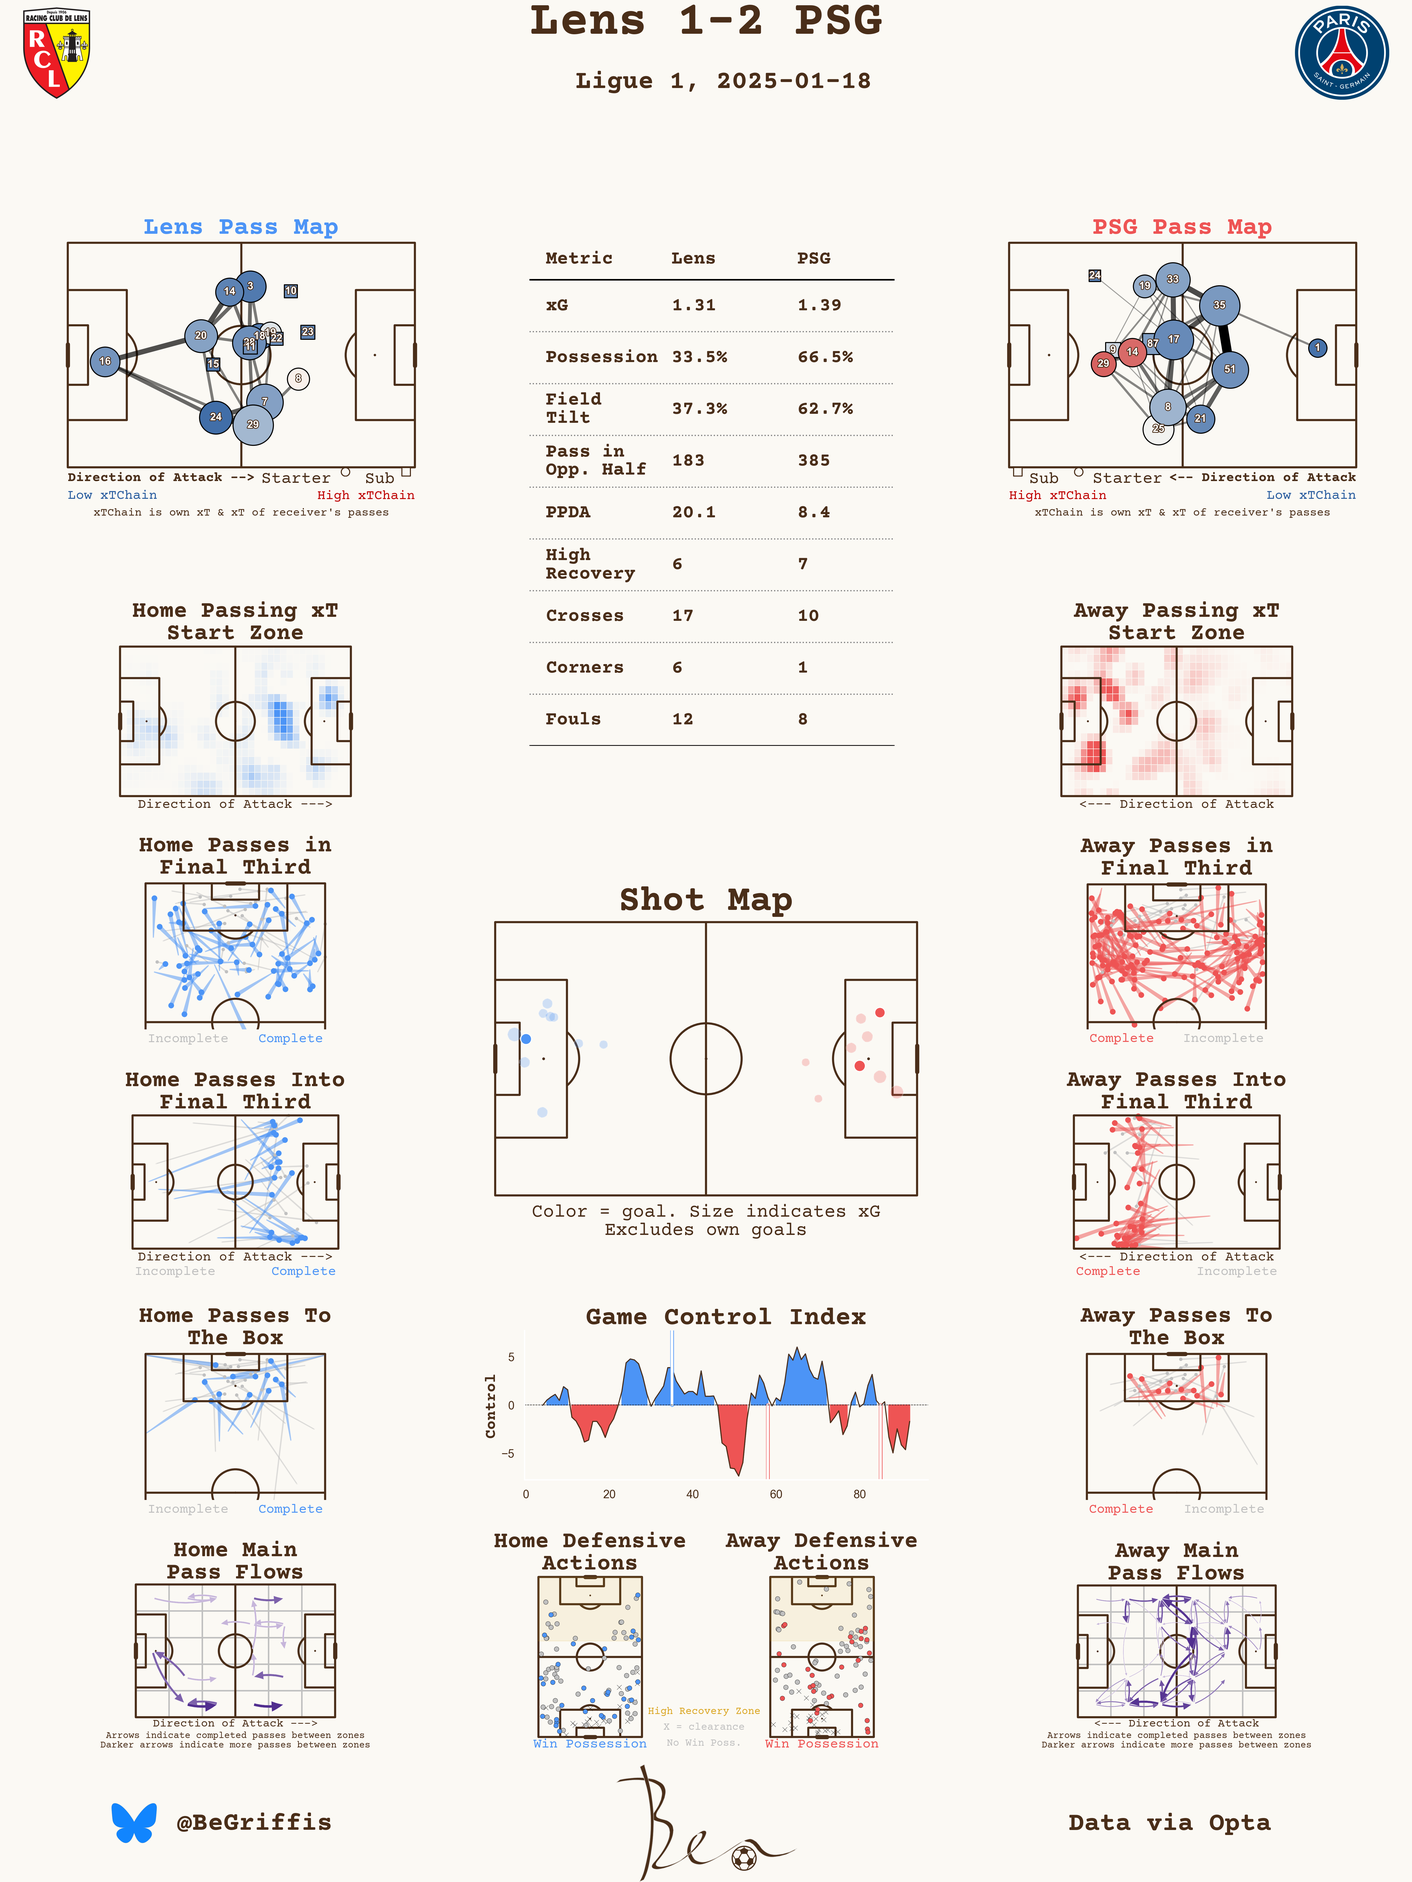 Lens 1-2 PSG
Ligue 1, 2025-01-18
Depuis 1906
RACING CLUB DE LENS
R
C
L
PARIS
SAINT-GERMAIN
Lens Pass Map
3
14
10
20
18
19
22
23
11
16
15
8
7
24
29
Direction of Attack --> Starter Sub
Low xTChain High xTChain
xTChain is own xT & xT of receiver's passes
Metric Lens PSG
xG 1.31 1.39
Possession 33.5% 66.5%
Field
Tilt 37.3% 62.7%
Pass in
Opp. Half 183 385
PPDA 20.1 8.4
High
Recovery 6 7
Crosses 17 10
Corners 6 1
Fouls 12 8
PSG Pass Map
24
19
33
35
17
87
9
14
29
1
51
8
21
25
Sub Starter <-- Direction of Attack
High xTChain Low xTChain
xTChain is own xT & xT of receiver's passes
Home Passing xT
Start Zone
Direction of Attack --->
Away Passing xT
Start Zone
<--- Direction of Attack
Home Passes in
Final Third
Incomplete Complete
Away Passes in
Final Third
Complete Incomplete
Shot Map
Color = goal. Size indicates xG
Excludes own goals
Home Passes Into
Final Third
Direction of Attack --->
Incomplete Complete
Away Passes Into
Final Third
<--- Direction of Attack
Complete Incomplete
Home Passes To
The Box
Incomplete Complete
Game Control Index
Control
5
0
−5
0 20 40 60 80
Away Passes To
The Box
Complete Incomplete
Home Main
Pass Flows
Direction of Attack --->
Arrows indicate completed passes between zones
Darker arrows indicate more passes between zones
Home Defensive
Actions
Win Possession
High Recovery Zone
X = clearance
No Win Poss.
Away Defensive
Actions
Win Possession
Away Main
Pass Flows
<--- Direction of Attack
Arrows indicate completed passes between zones
Darker arrows indicate more passes between zones
@BeGriffis
Ben
Data via Opta